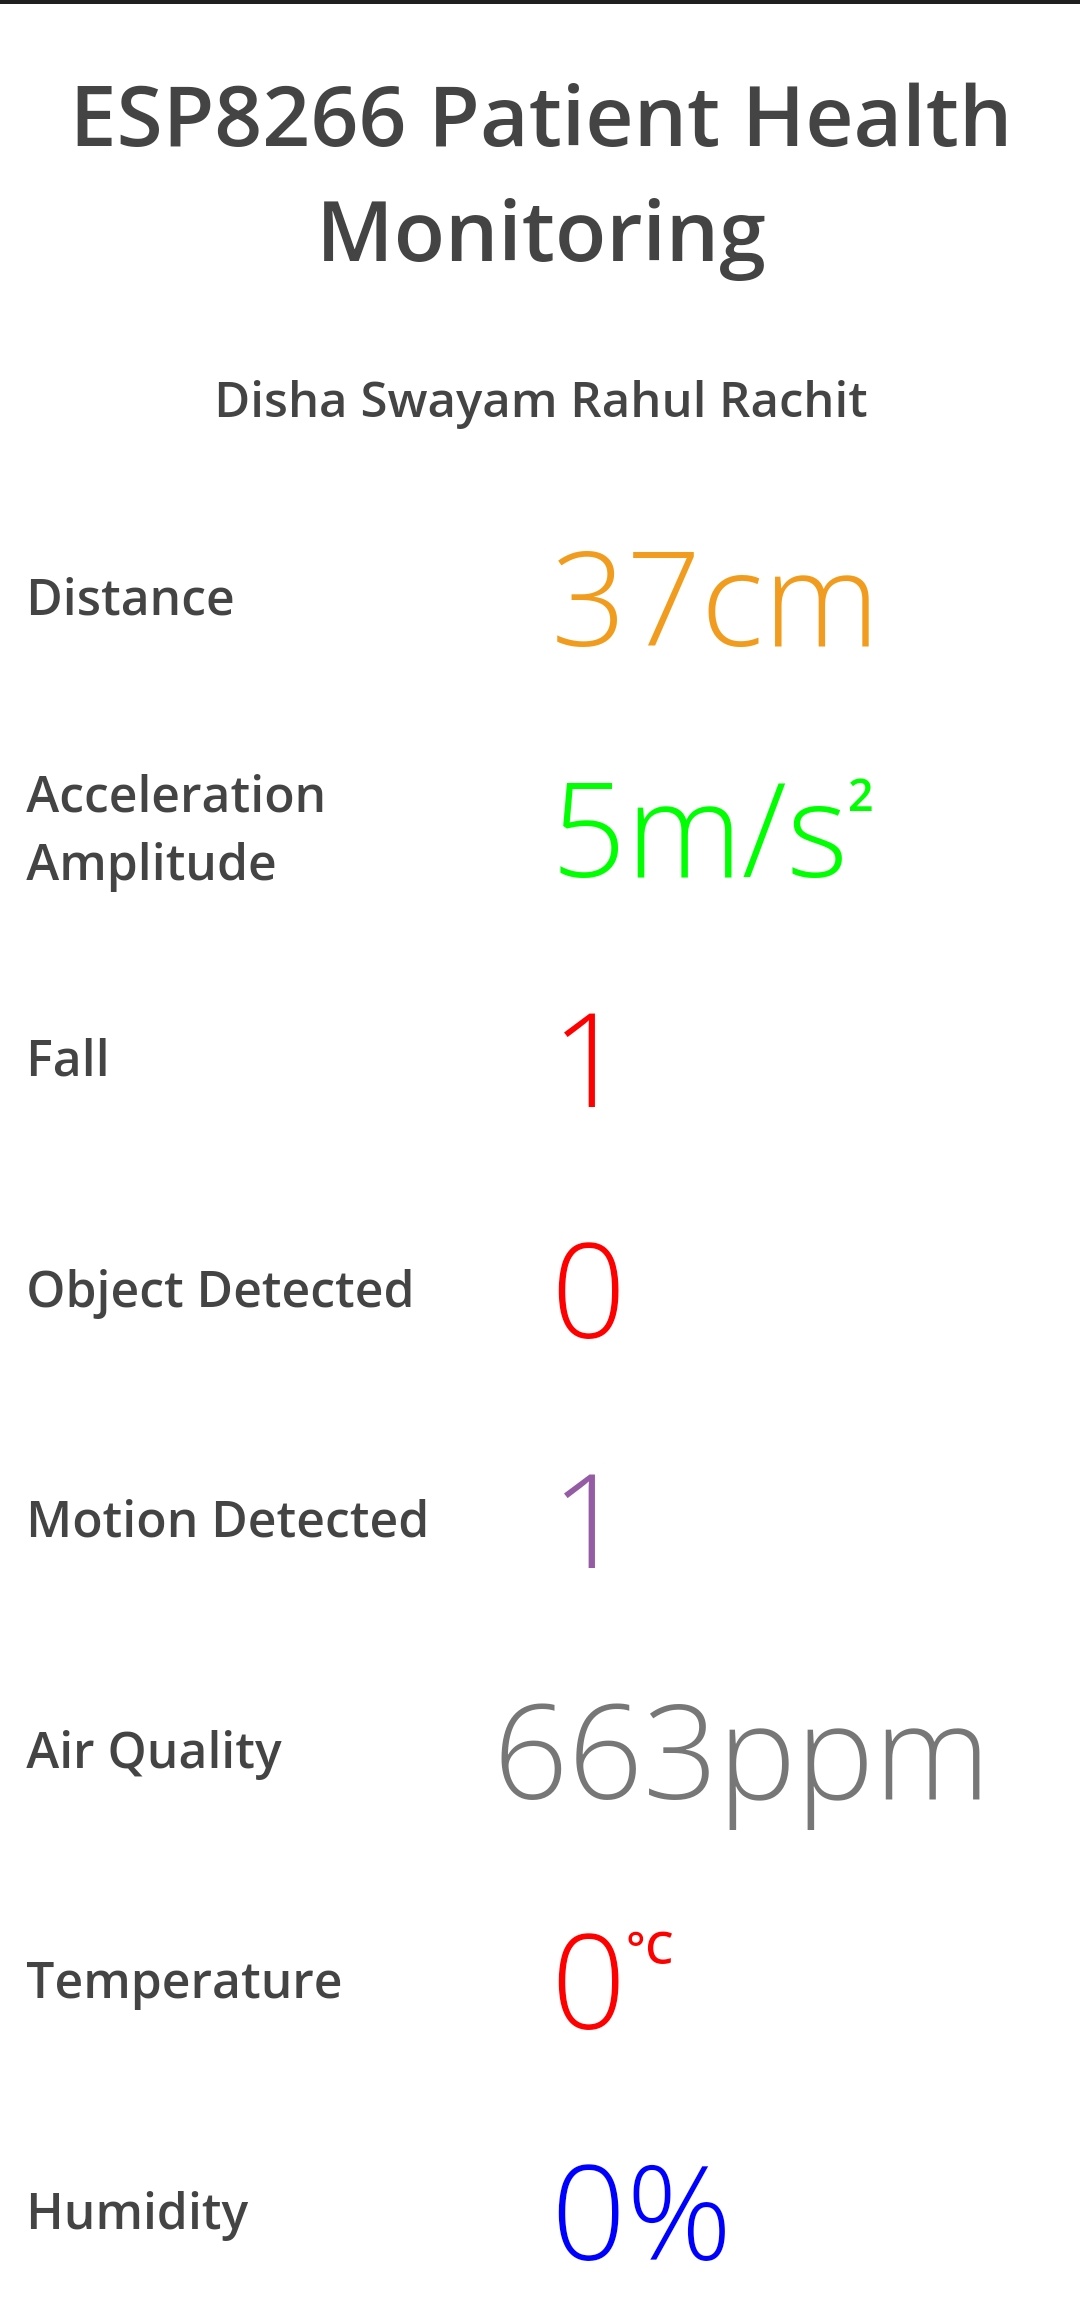 ESP8266 Patient Health
Monitoring
Disha Swayam Rahul Rachit
Distance 37cm
Acceleration
Amplitude 5m/s²
Fall 1
Object Detected 0
Motion Detected 1
Air Quality 663ppm
Temperature 0°C
Humidity 0%